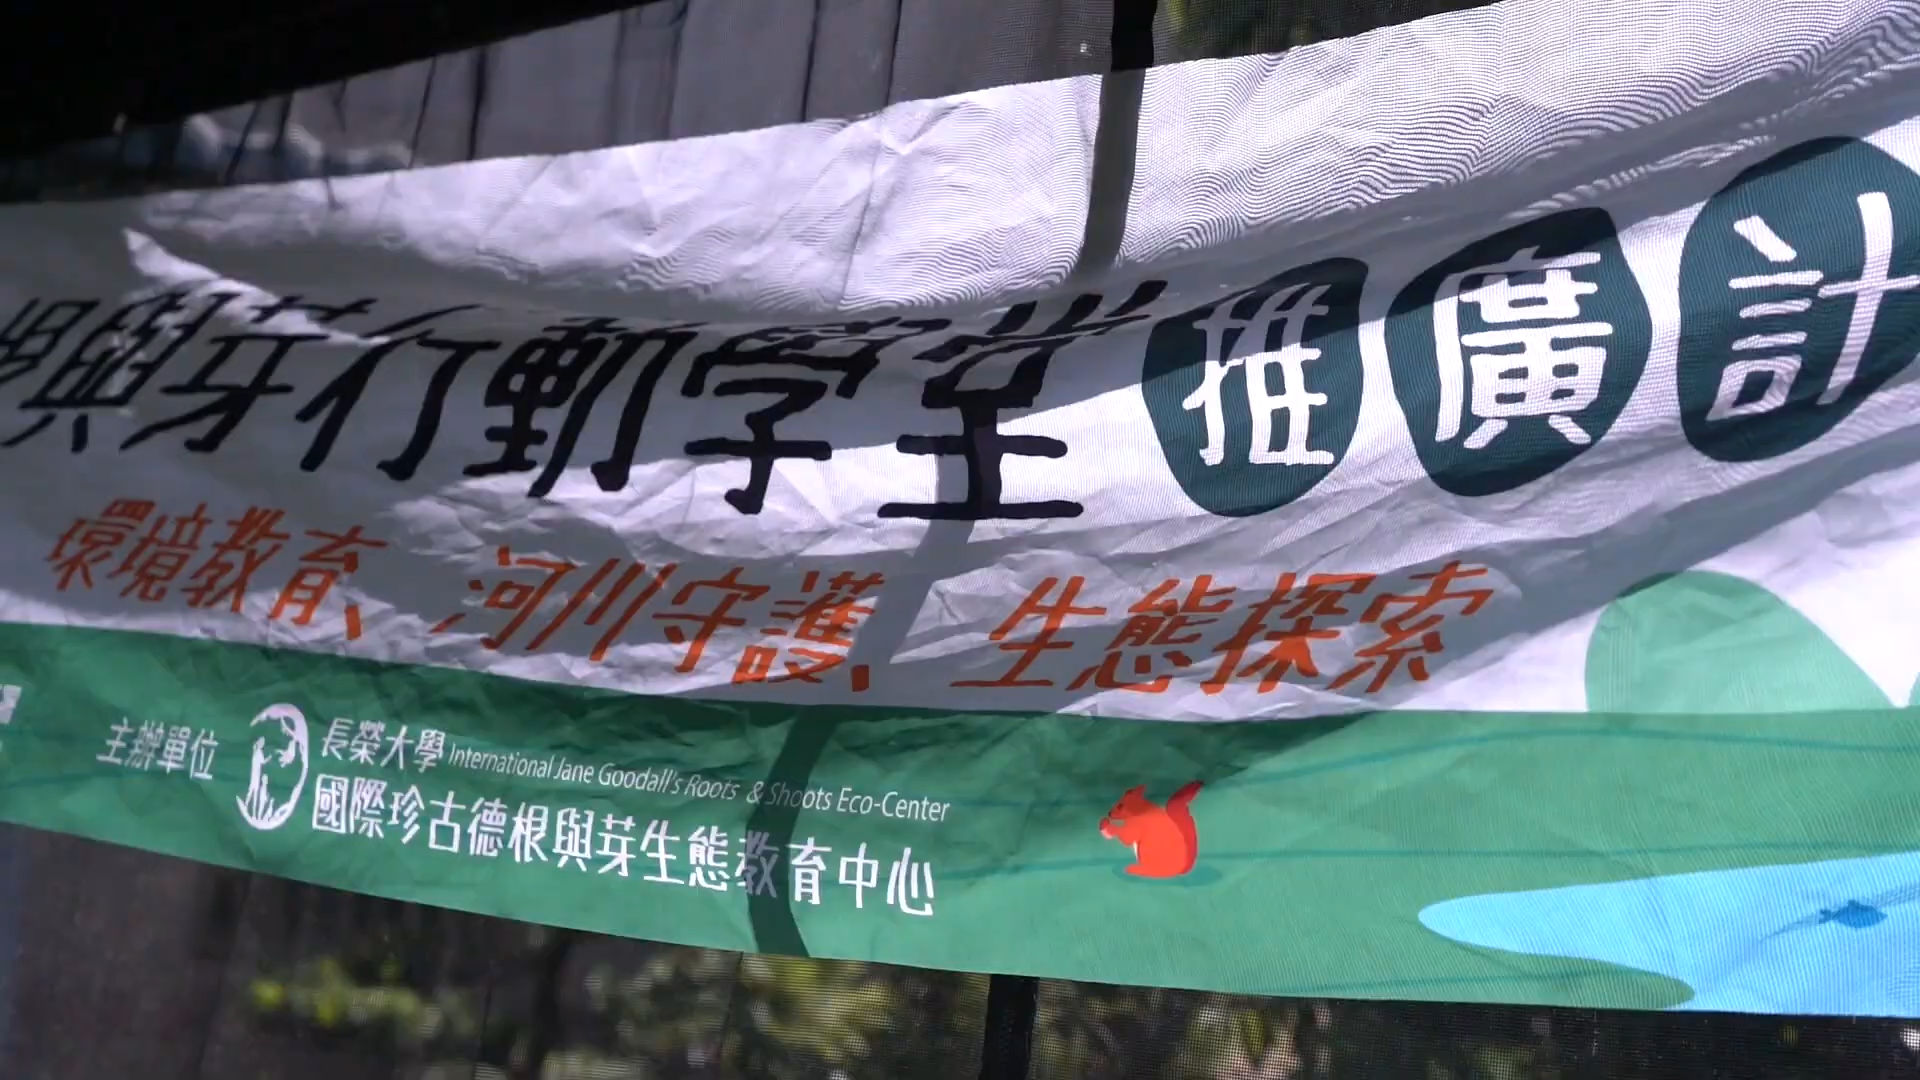 與芽行動學堂推廣計
環境教育、河川守護、生態探索
主辦單位
長榮大學 International Jane Goodall's Roots & Shoots Eco-Center
國際珍古德根與芽生態教育中心